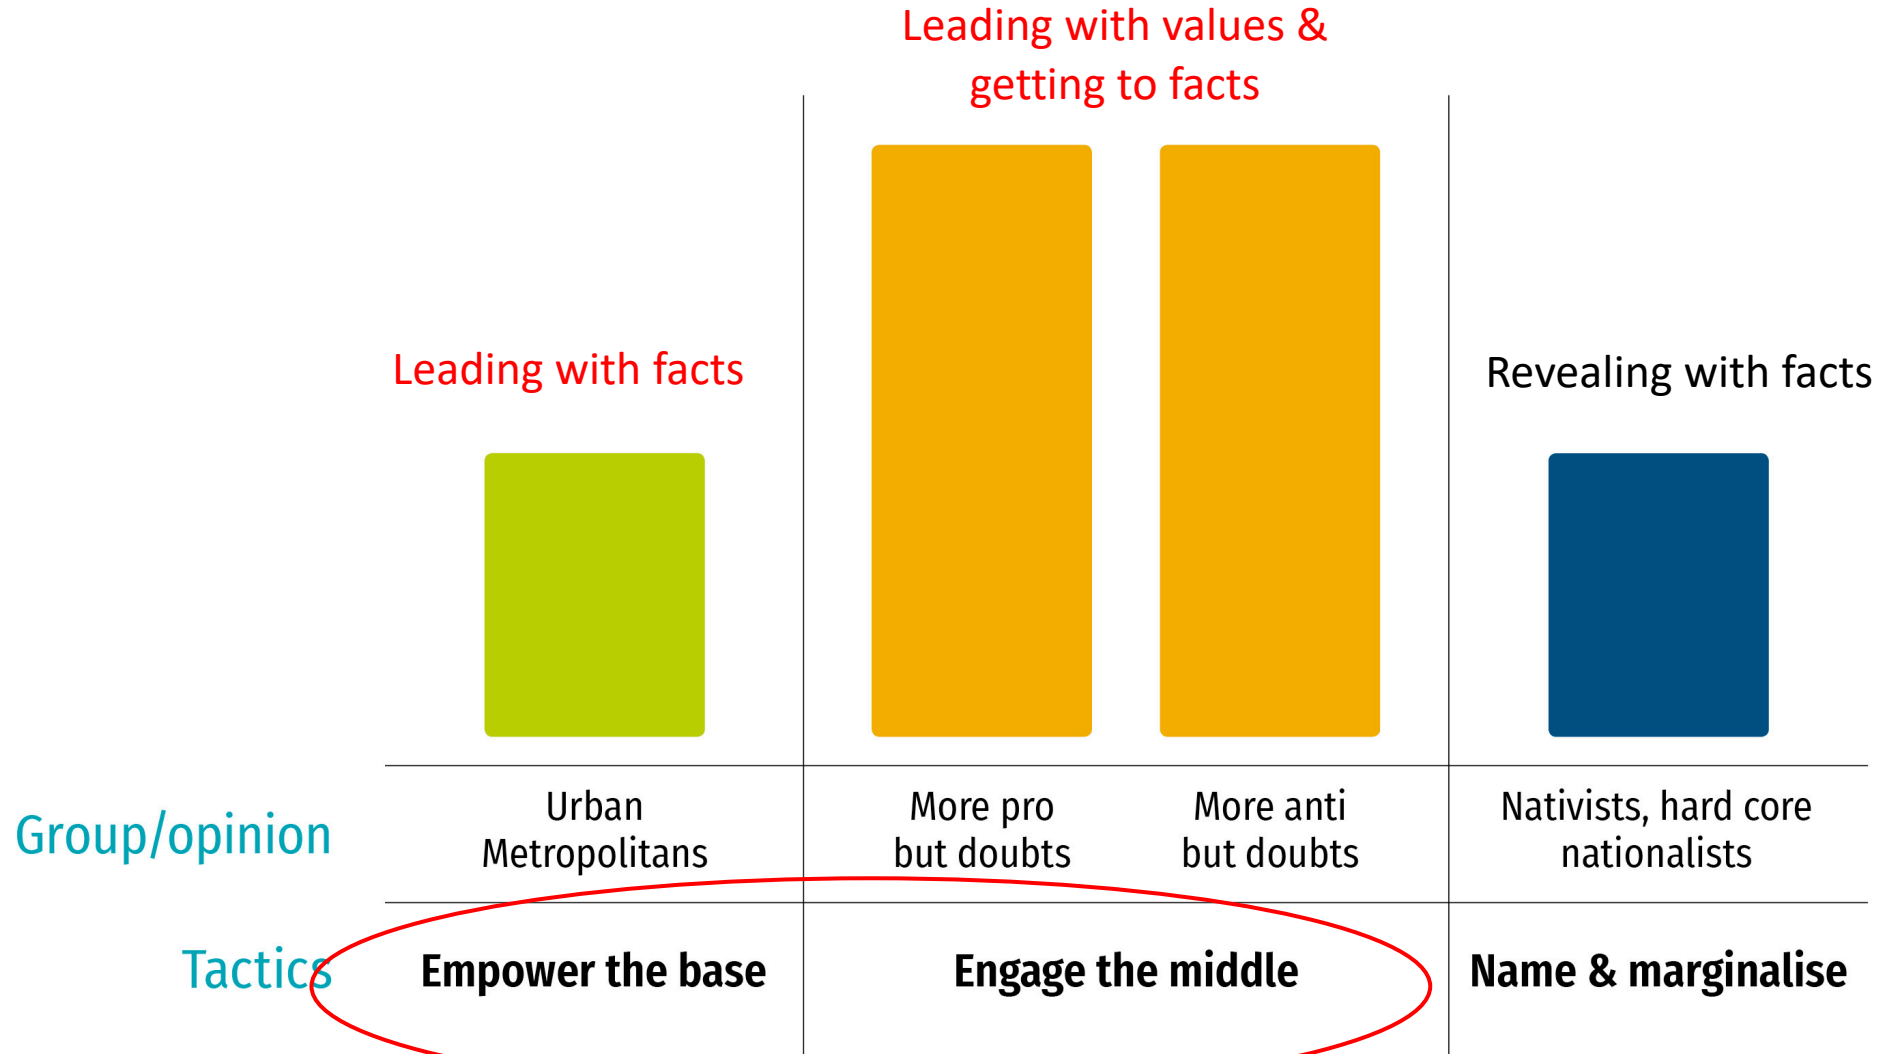 Leading with values &
getting to facts
Leading with facts
Revealing with facts
Group/opinion
Urban
Metropolitans
More pro
but doubts
More anti
but doubts
Nativists, hard core
nationalists
Tactics
Empower the base
Engage the middle
Name & marginalise